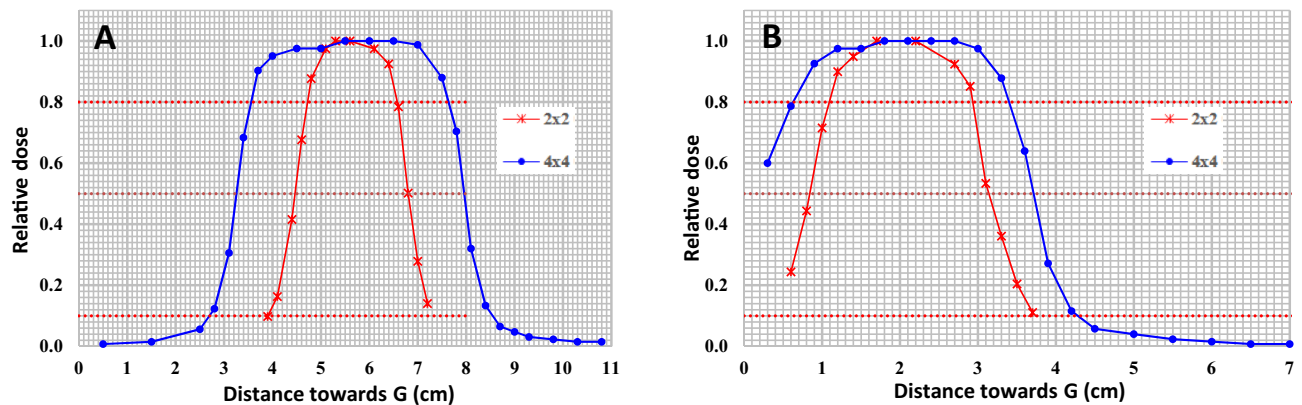 A
Relative dose
1.0
0.8
0.6
0.4
0.2
0.0
2x2
4x4
0 1 2 3 4 5 6 7 8 9 10 11
Distance towards G (cm)
B
Relative dose
1.0
0.8
0.6
0.4
0.2
0.0
2x2
4x4
0 1 2 3 4 5 6 7
Distance towards G (cm)